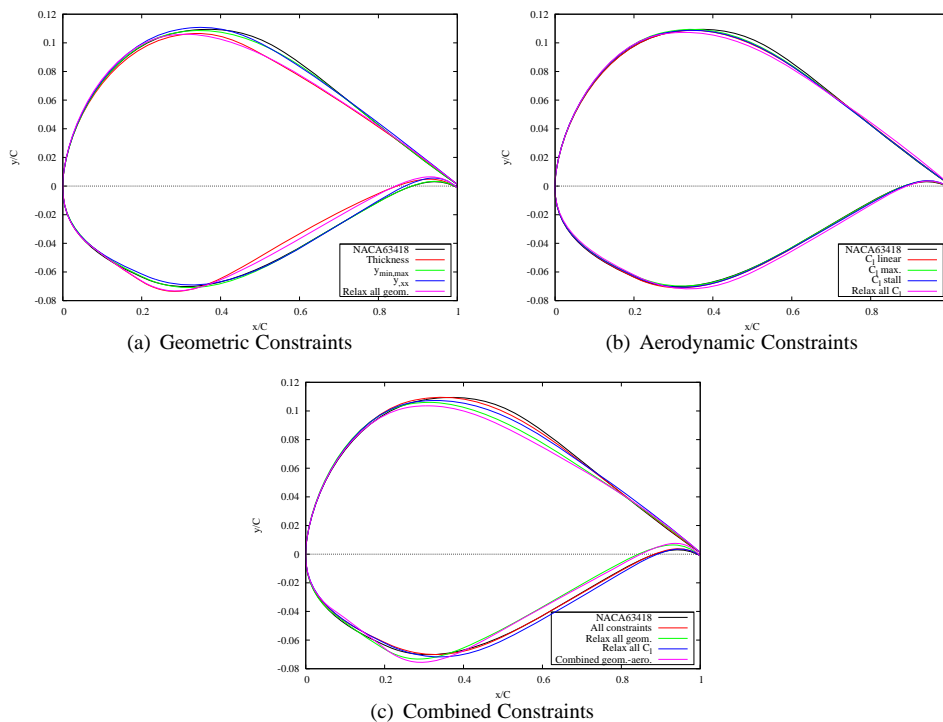 0.12
0.1
0.08
0.06
0.04
0.02
0
-0.02
-0.04
-0.06
-0.08
y/C
NACA63418
Thickness
y_min,max
y_xx
Relax all geom.
0 0.2 0.4 0.6 0.8 1
x/C
(a) Geometric Constraints
0.12
0.1
0.08
0.06
0.04
0.02
0
-0.02
-0.04
-0.06
-0.08
y/C
NACA63418
C_l linear
C_l max.
C_l stall
Relax all C_l
0 0.2 0.4 0.6 0.8
x/C
(b) Aerodynamic Constraints
0.12
0.1
0.08
0.06
0.04
0.02
0
-0.02
-0.04
-0.06
-0.08
y/C
NACA63418
All constraints
Relax all geom.
Relax all C_l
Combined geom.-aero.
0 0.2 0.4 0.6 0.8 1
x/C
(c) Combined Constraints